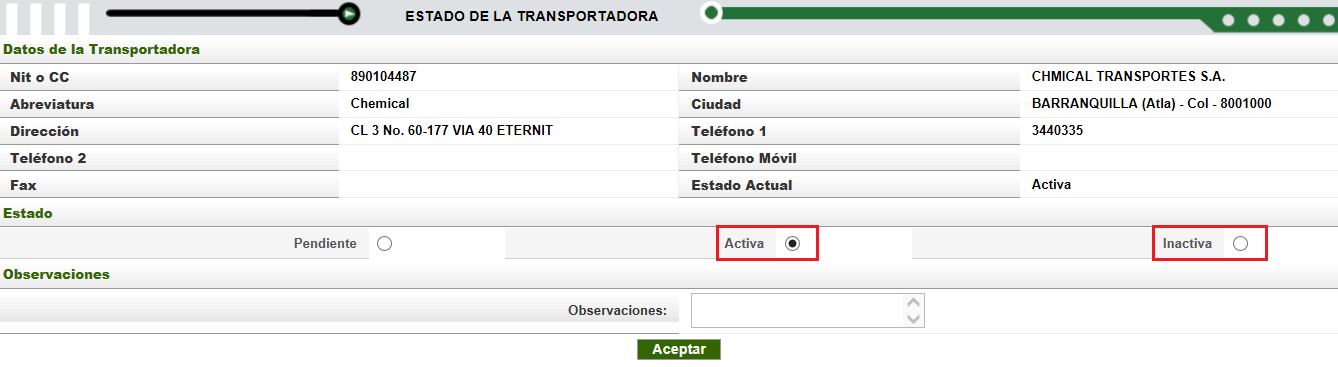 ESTADO DE LA TRANSPORTADORA
Datos de la Transportadora
Nit o CC 890104487 Nombre CHMICAL TRANSPORTES S.A.
Abreviatura Chemical Ciudad BARRANQUILLA (Atla) - Col - 8001000
Dirección CL 3 No. 60-177 VIA 40 ETERNIT Teléfono 1 3440335
Teléfono 2 Teléfono Móvil
Fax Estado Actual Activa
Estado
Pendiente Activa Inactiva
Observaciones
Observaciones:
Aceptar